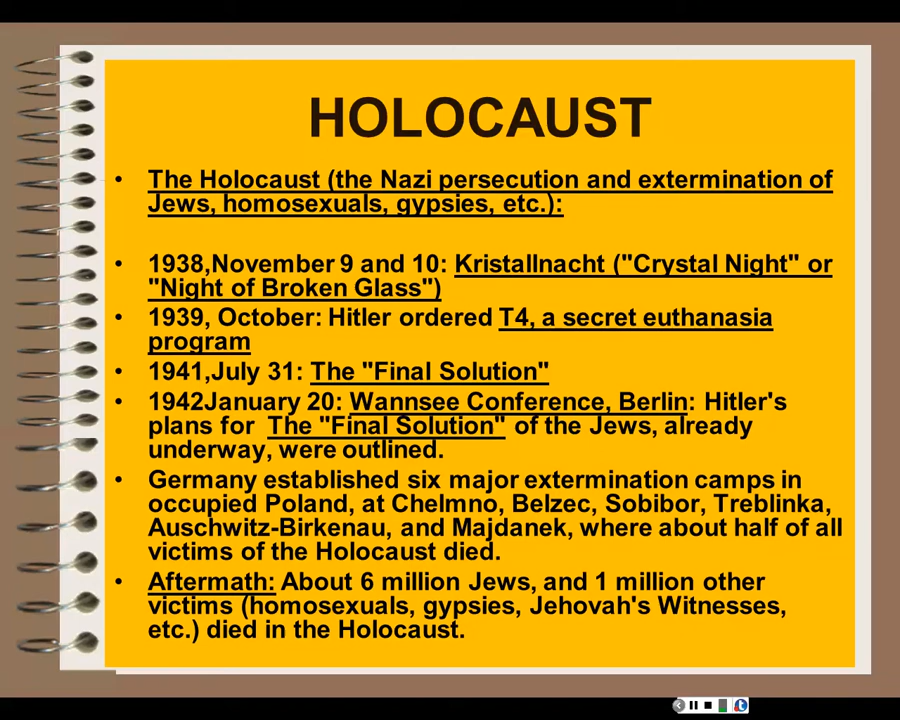 HOLOCAUST
• The Holocaust (the Nazi persecution and extermination of
Jews, homosexuals, gypsies, etc.):
• 1938,November 9 and 10: Kristallnacht ("Crystal Night" or
"Night of Broken Glass")
• 1939, October: Hitler ordered T4, a secret euthanasia
program
• 1941,July 31: The "Final Solution"
• 1942January 20: Wannsee Conference, Berlin: Hitler's
plans for The "Final Solution" of the Jews, already
underway, were outlined.
• Germany established six major extermination camps in
occupied Poland, at Chelmno, Belzec, Sobibor, Treblinka,
Auschwitz-Birkenau, and Majdanek, where about half of all
victims of the Holocaust died.
• Aftermath: About 6 million Jews, and 1 million other
victims (homosexuals, gypsies, Jehovah's Witnesses,
etc.) died in the Holocaust.